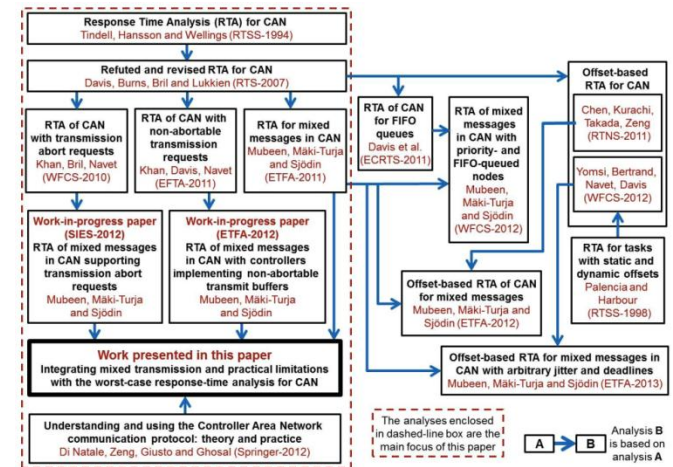 Response Time Analysis (RTA) for CAN
Tindell, Hansson and Wellings (RTSS-1994)
Refuted and revised RTA for CAN
Davis, Burns, Bril and Lukkien (RTS-2007)
RTA of CAN
with transmission
abort requests
Khan, Bril, Navet
(WFCS-2010)
RTA of CAN with
non-abortable
transmission
requests
Khan, Davis, Navet
(EFTA-2011)
RTA for mixed
messages in CAN
Mubeen, Mäki-Turja
and Sjödin
(ETFA-2011)
RTA of CAN
for FIFO
queues
Davis et al.
(ECRTS-2011)
RTA of mixed
messages in
CAN with
priority- and
FIFO-queued
nodes
Mubeen,
Mäki-Turja
and Sjödin
(WFCS-2012)
Offset-based
RTA for CAN
Chen, Kurachi,
Takada, Zeng
(RTNS-2011)
Yomsi, Bertrand,
Navet, Davis
(WFCS-2012)
RTA for tasks
with static and
dynamic offsets
Palencia and
Harbour
(RTSS-1998)
Work-in-progress paper
(SIES-2012)
RTA of mixed messages
in CAN supporting
transmission abort
requests
Mubeen, Mäki-Turja
and Sjödin
Work-in-progress paper
(ETFA-2012)
RTA of mixed messages
in CAN with controllers
implementing non-abortable
transmit buffers
Mubeen, Mäki-Turja
and Sjödin
Offset-based RTA of CAN
for mixed messages
Mubeen, Mäki-Turja and
Sjödin (ETFA-2012)
Work presented in this paper
Integrating mixed transmission and practical limitations
with the worst-case response-time analysis for CAN
Offset-based RTA for mixed messages in
CAN with arbitrary jitter and deadlines
Mubeen, Mäki-Turja and Sjödin (ETFA-2013)
Understanding and using the Controller Area Network
communication protocol: theory and practice
Di Natale, Zeng, Giusto and Ghosal (Springer-2012)
The analyses enclosed
in dashed-line box are the
main focus of this paper
A
B
Analysis B
is based on
analysis A